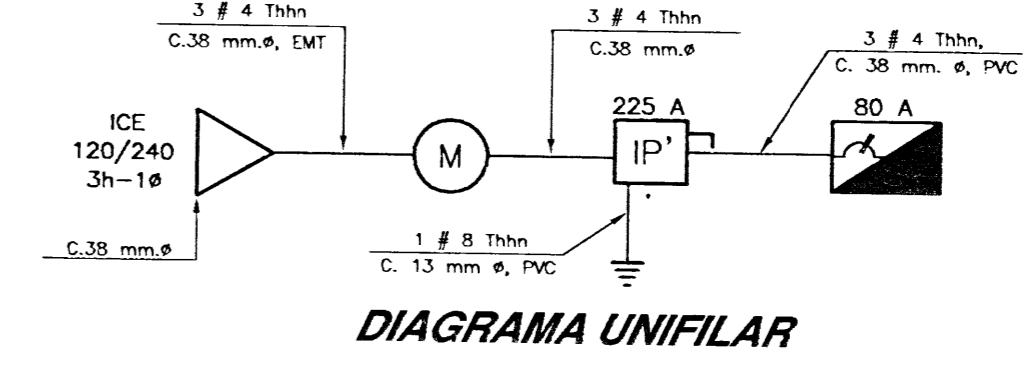 3 # 4 Thhn
C.38 mm.ø, EMT
3 # 4 Thhn
C.38 mm.ø
3 # 4 Thhn,
C. 38 mm. ø, PVC
ICE
120/240
3h-1ø
M
225 A
IP'
80 A
C.38 mm.ø
1 # 8 Thhn
C. 13 mm ø, PVC
DIAGRAMA UNIFILAR